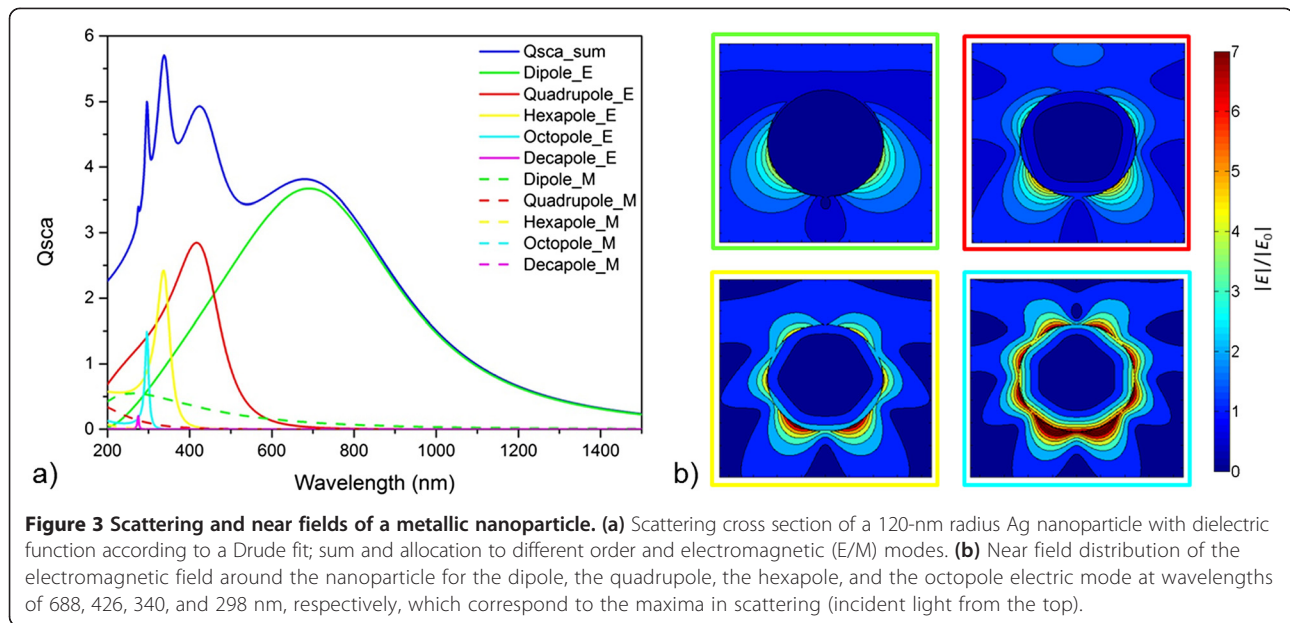 6
5
4
3
2
1
0
Qsca
200
400
600
800
1000
1200
1400
Wavelength (nm)
a)
Qsca_sum
Dipole_E
Quadrupole_E
Hexapole_E
Octopole_E
Decapole_E
Dipole_M
Quadrupole_M
Hexapole_M
Octopole_M
Decapole_M
b)
7
6
5
4
3
2
1
0
|E|/|E₀|
Figure 3 Scattering and near fields of a metallic nanoparticle. (a) Scattering cross section of a 120-nm radius Ag nanoparticle with dielectric
function according to a Drude fit; sum and allocation to different order and electromagnetic (E/M) modes. (b) Near field distribution of the
electromagnetic field around the nanoparticle for the dipole, the quadrupole, the hexapole, and the octopole electric mode at wavelengths
of 688, 426, 340, and 298 nm, respectively, which correspond to the maxima in scattering (incident light from the top).